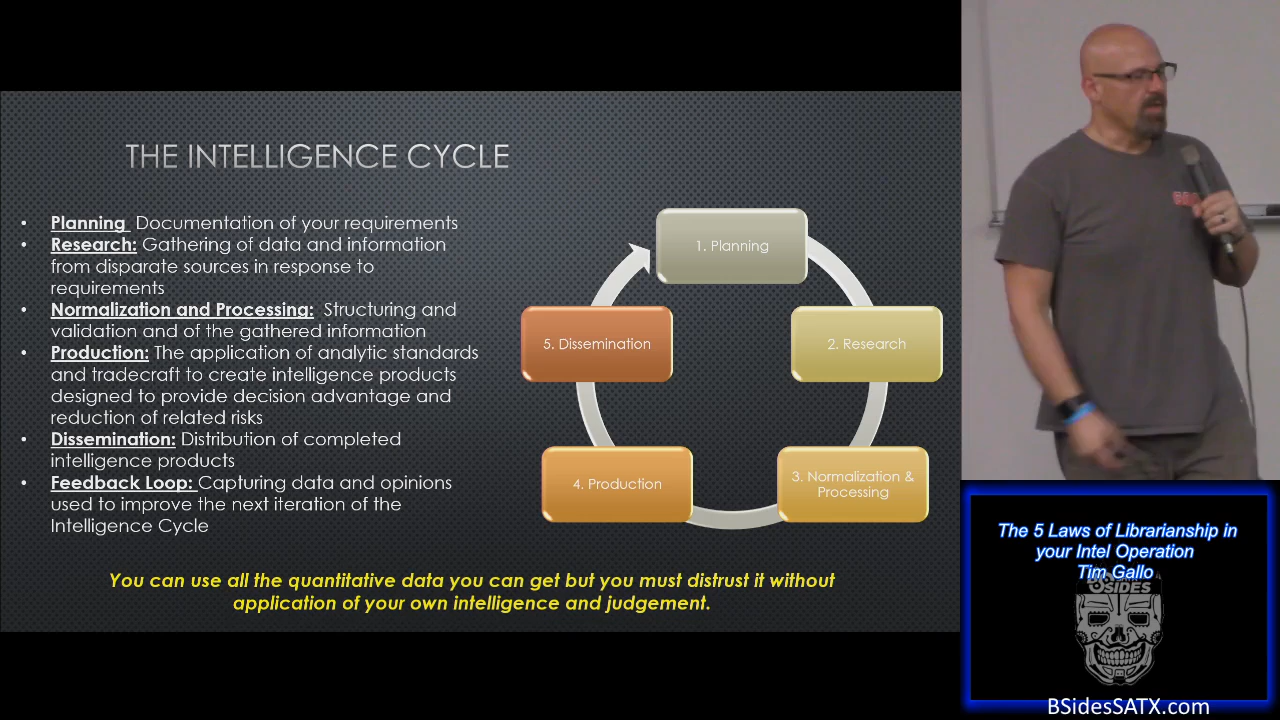 THE INTELLIGENCE CYCLE
• Planning Documentation of your requirements
• Research: Gathering of data and information
from disparate sources in response to
requirements
• Normalization and Processing: Structuring and
validation and of the gathered information
• Production: The application of analytic standards
and tradecraft to create intelligence products
designed to provide decision advantage and
reduction of related risks
• Dissemination: Distribution of completed
intelligence products
• Feedback Loop: Capturing data and opinions
used to improve the next iteration of the
Intelligence Cycle
1. Planning
2. Research
3. Normalization &
Processing
4. Production
5. Dissemination
You can use all the quantitative data you can get but you must distrust it without
application of your own intelligence and judgement.
The 5 Laws of Librarianship in
your Intel Operation
Tim Gallo
BSIDES
BSidesSATX.com